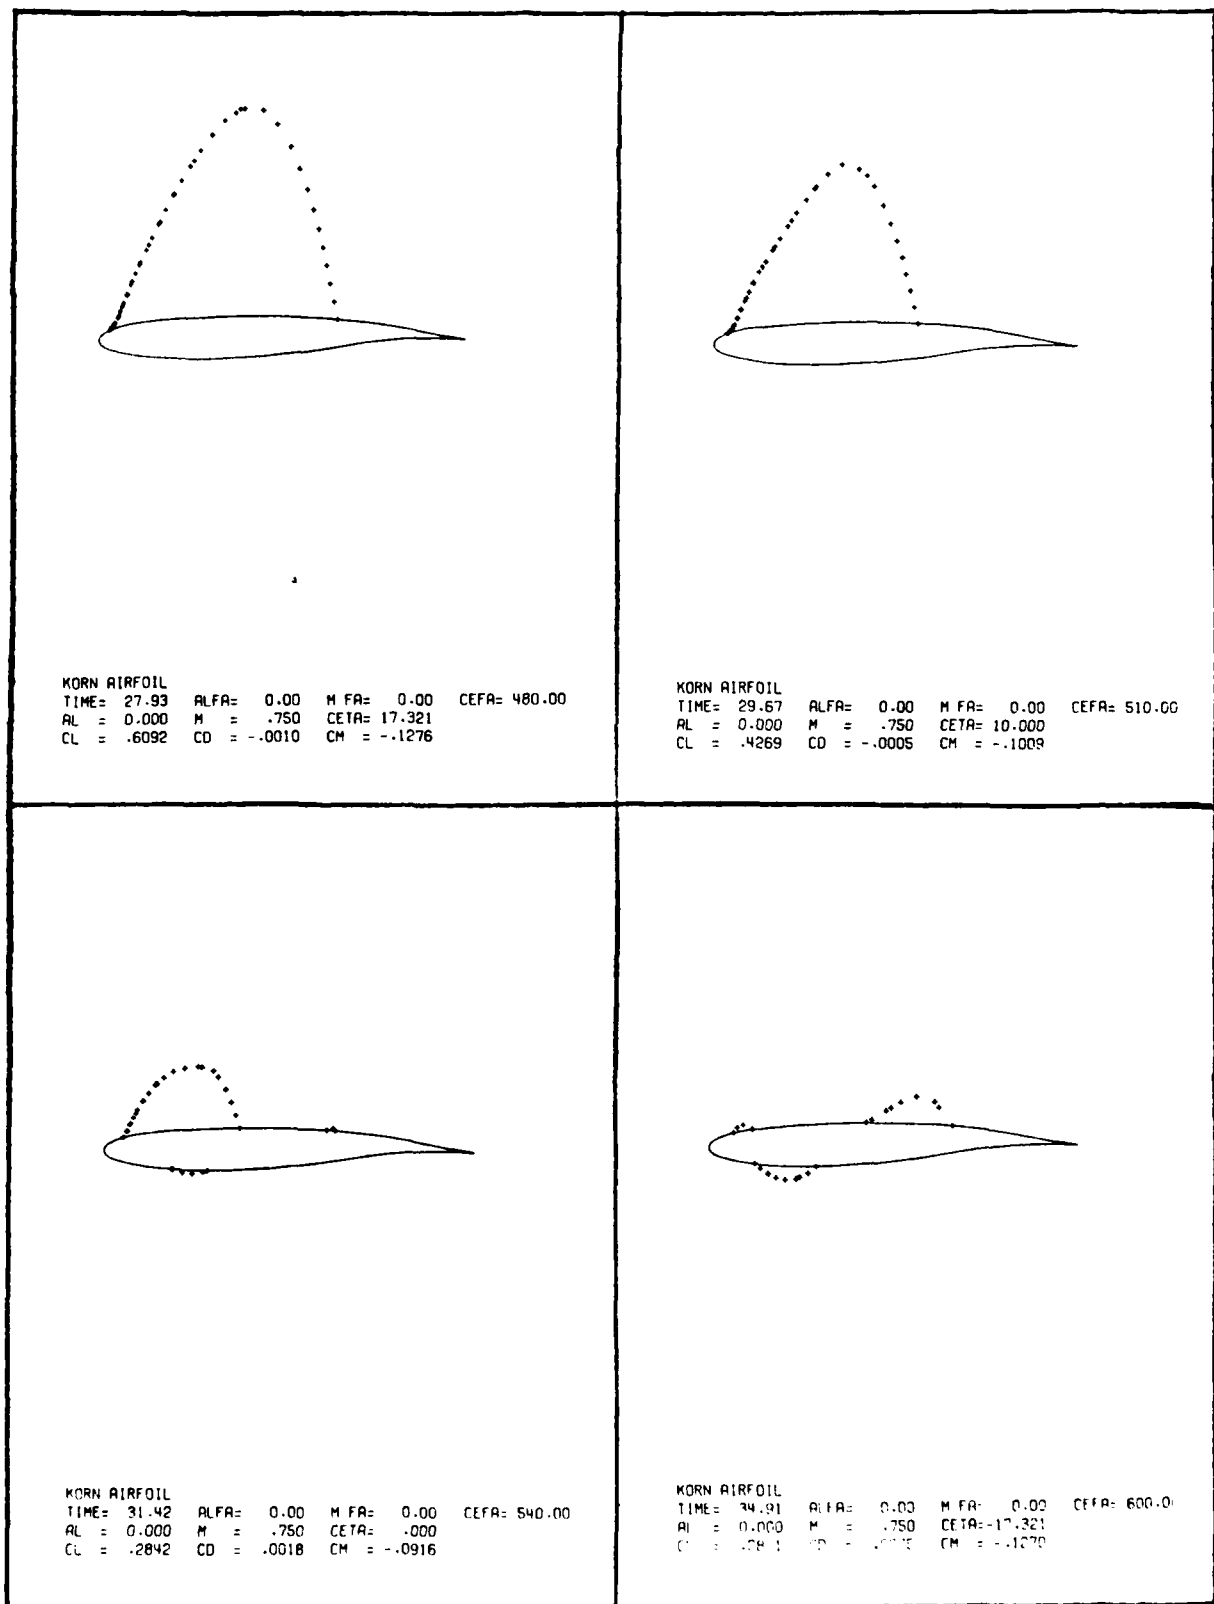 KORN AIRFOIL
TIME= 27.93 ALFA= 0.00 M FA= 0.00 CEFA= 480.00
AL = 0.000 M = .750 CETA= 17.321
CL = .6092 CD = -.0010 CM = -.1276
KORN AIRFOIL
TIME= 29.67 ALFA= 0.00 M FA= 0.00 CEFA= 510.00
AL = 0.000 M = .750 CETA= 10.000
CL = .4269 CD = -.0005 CM = -.1009
KORN AIRFOIL
TIME= 31.42 ALFA= 0.00 M FA= 0.00 CEFA= 540.00
AL = 0.000 M = .750 CETA= .000
CL = .2842 CD = .0018 CM = -.0916
KORN AIRFOIL
TIME= 34.91 ALFA= 0.00 M FA= 0.00 CEFA= 600.0
AL = 0.000 M = .750 CETA=-17.321
CM = -.1270